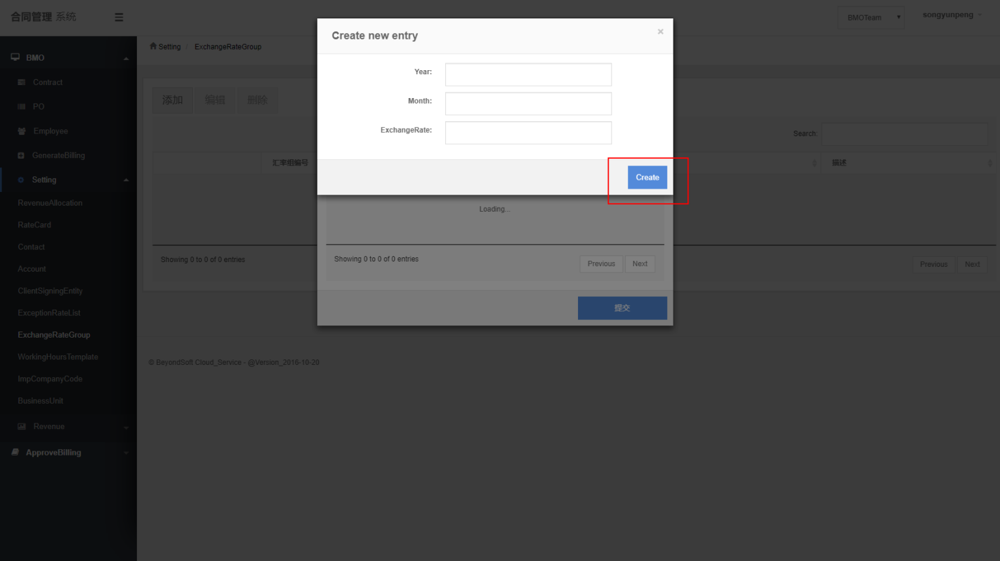 合同管理 系统
BMOTeam
songyunpeng
Create new entry
×
Setting / ExchangeRateGroup
BMO
Contract
PO
Employee
GenerateBilling
Setting
RevenueAllocation
RateCard
Contact
Account
ClientSigningEntity
ExceptionRateList
ExchangeRateGroup
WorkingHoursTemplate
ImpCompanyCode
BusinessUnit
Revenue
ApproveBilling
添加 编辑 删除
Year:
Month:
ExchangeRate:
Search:
汇率组编号
描述
Create
Loading...
Showing 0 to 0 of 0 entries
Showing 0 to 0 of 0 entries
Previous Next
Previous Next
提交
© BeyondSoft Cloud_Service - @Version_2016-10-20